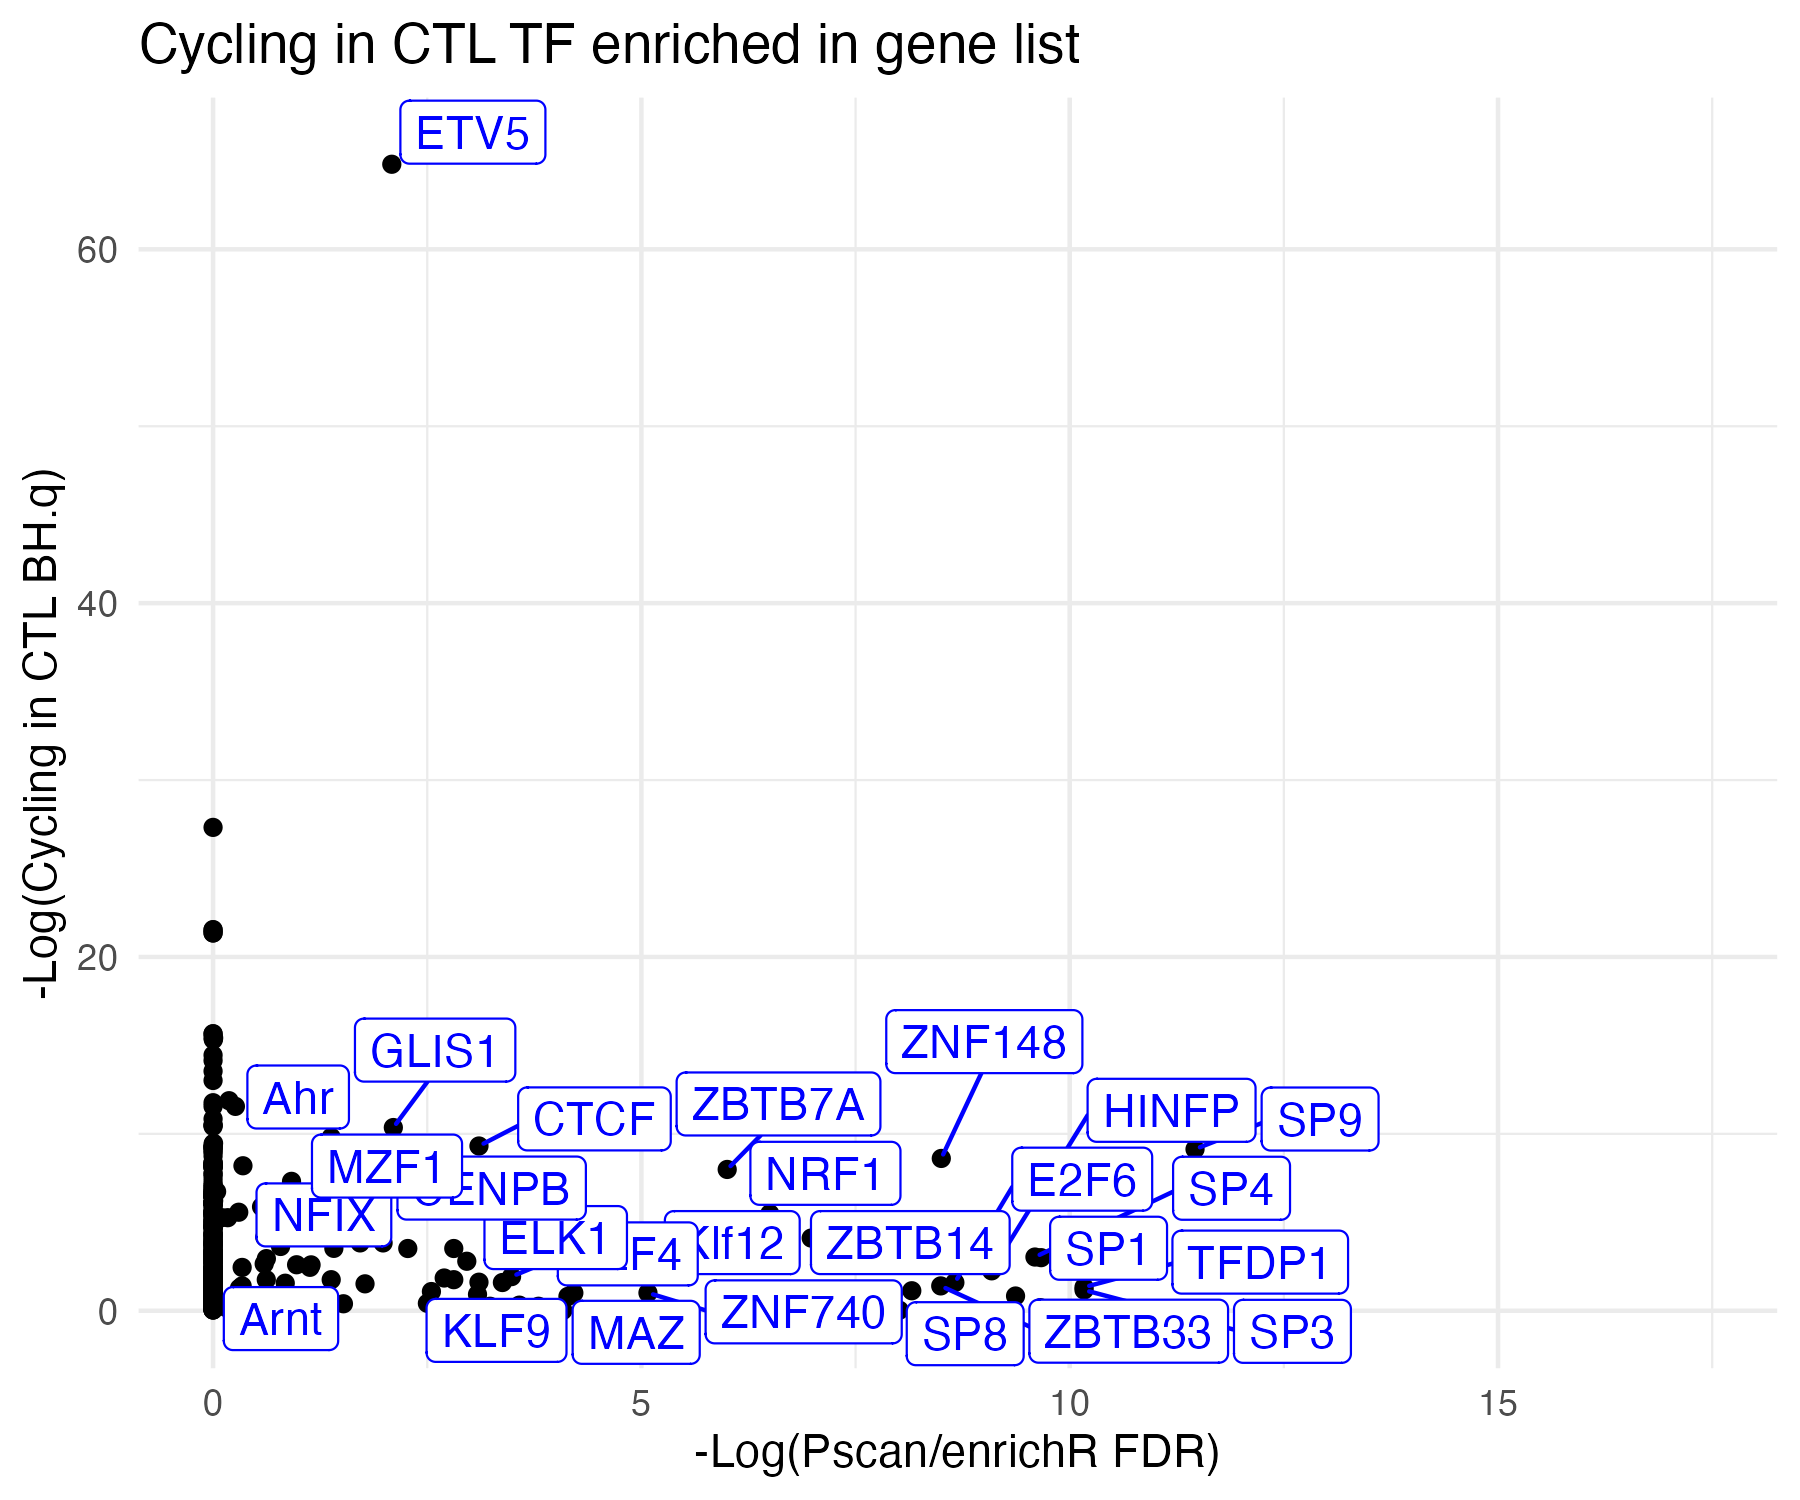 Cycling in CTL TF enriched in gene list
ETV5
60
40
20
0
-Log(Cycling in CTL BH.q)
ZNF148
GLIS1
Ahr
ZBTB7A
HINFP
SP9
CTCF
MZF1
NRF1
E2F6
SP4
ENPB
NFIX
ELK1
F4
Klf12
ZBTB14
SP1
TFDP1
Arnt
KLF9
MAZ
ZNF740
SP8
ZBTB33
SP3
0
5
10
15
-Log(Pscan/enrichR FDR)